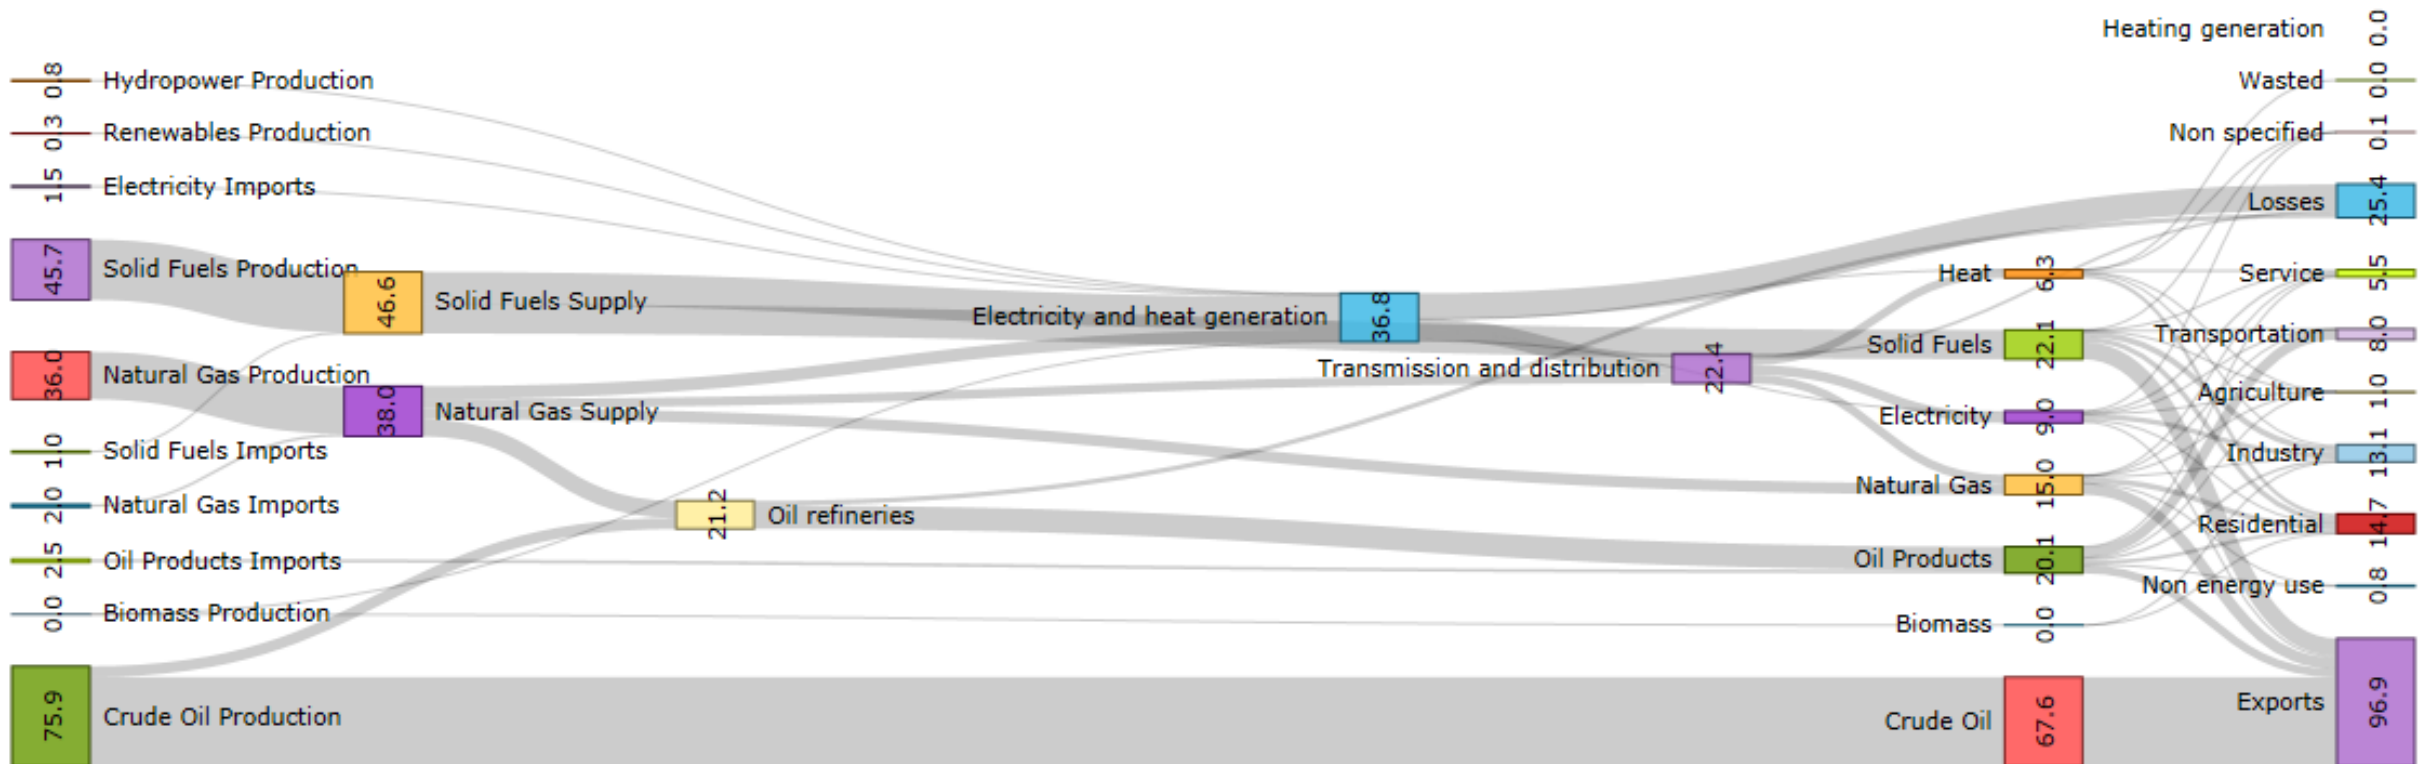 Heating generation 0.0
0.8 Hydropower Production
Wasted 0.0
0.3 Renewables Production
Non specified 0.1
1.5 Electricity Imports
Losses 25.4
45.7 Solid Fuels Production
46.6 Solid Fuels Supply
Electricity and heat generation 36.8
Heat 6.3
Service 5.5
Solid Fuels 22.1
Transportation 8.0
36.0 Natural Gas Production
38.0 Natural Gas Supply
Transmission and distribution 22.4
Electricity 9.0
Agriculture 1.0
1.0 Solid Fuels Imports
Industry 13.1
2.0 Natural Gas Imports
21.2 Oil refineries
Natural Gas 15.0
Residential 14.7
2.5 Oil Products Imports
Oil Products 20.1
Non energy use 0.8
0.0 Biomass Production
Biomass 0.0
75.9 Crude Oil Production
Crude Oil 67.6
Exports 96.9